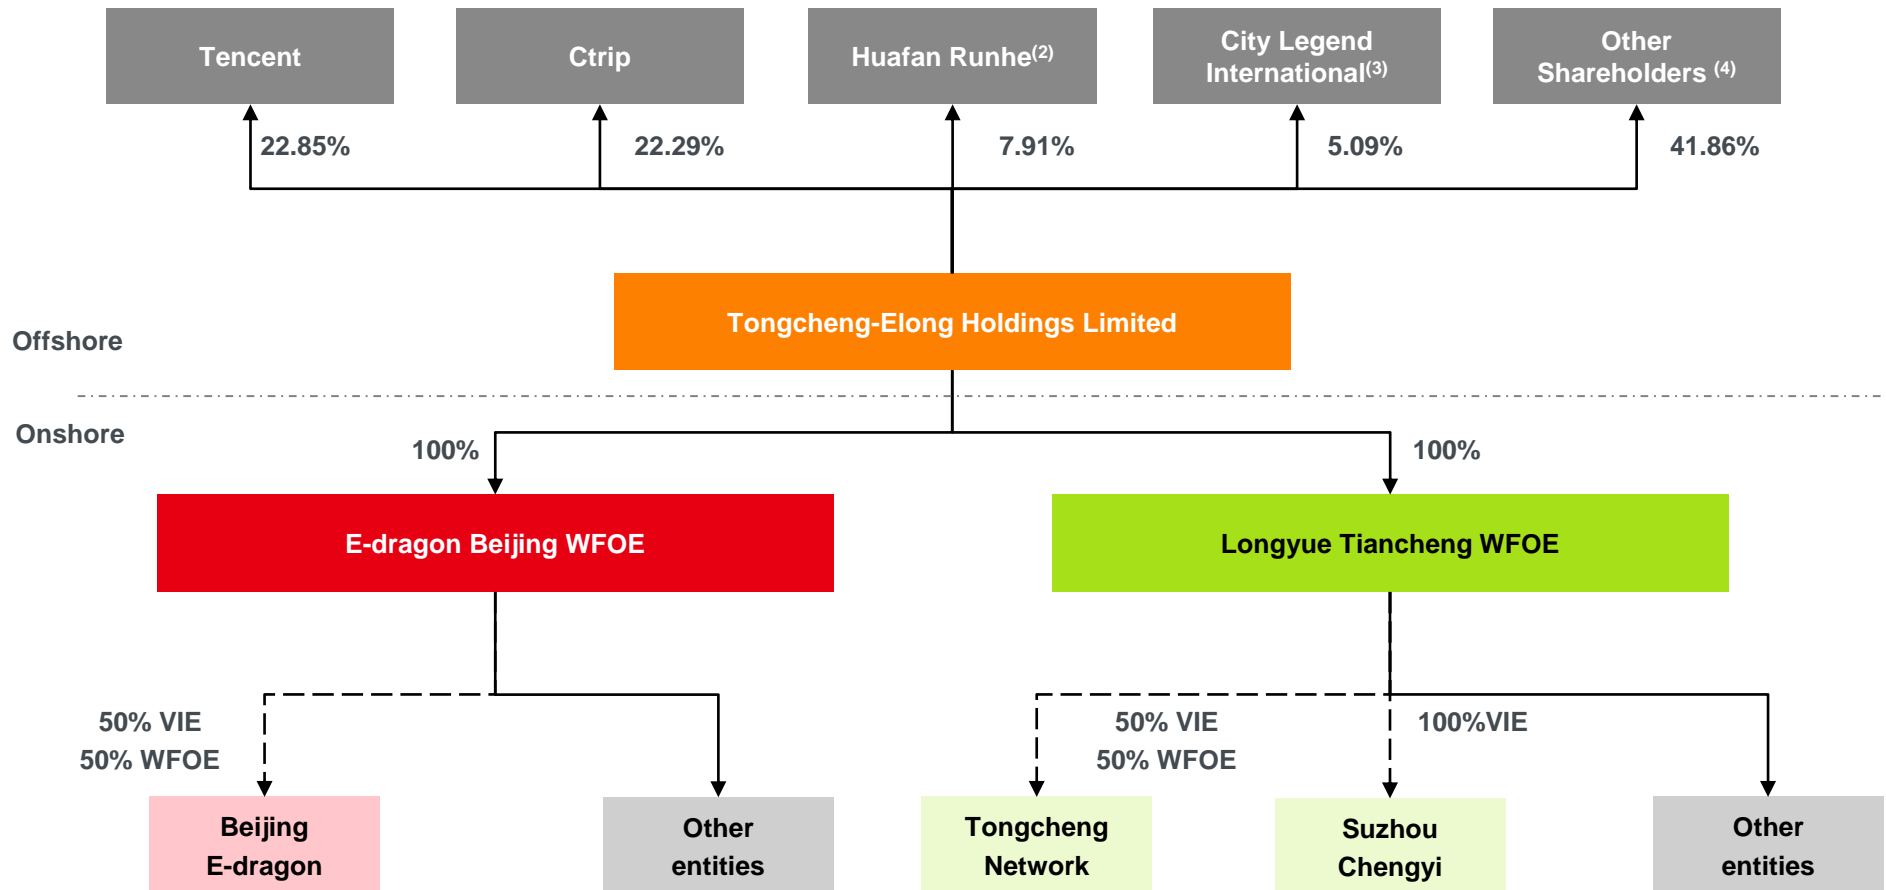 Tencent
Ctrip
Huafan Runhe(2)
City Legend
International(3)
Other
Shareholders (4)
22.85%
22.29%
7.91%
5.09%
41.86%
Tongcheng-Elong Holdings Limited
Offshore
Onshore
100%
100%
E-dragon Beijing WFOE
Longyue Tiancheng WFOE
50% VIE
50% WFOE
50% VIE
50% WFOE
100%VIE
Beijing
E-dragon
Other
entities
Tongcheng
Network
Suzhou
Chengyi
Other
entities